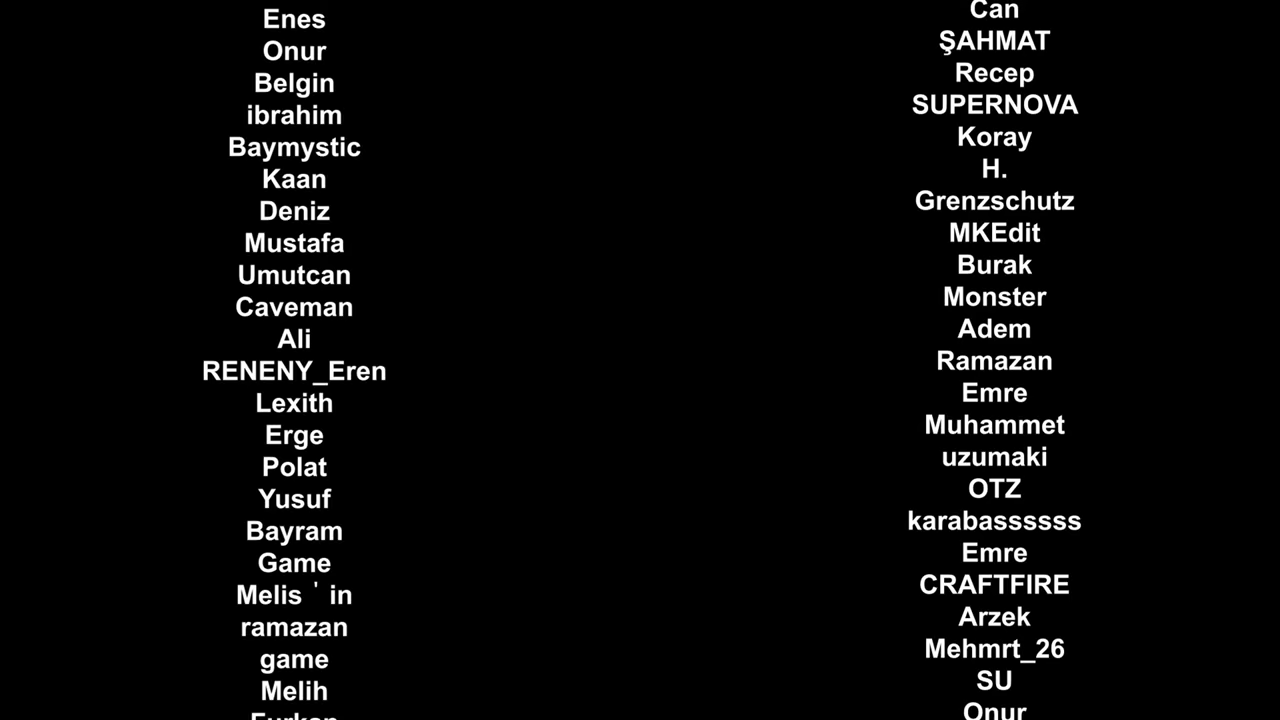 Enes
Onur
Belgin
ibrahim
Baymystic
Kaan
Deniz
Mustafa
Umutcan
Caveman
Ali
RENENY_Eren
Lexith
Erge
Polat
Yusuf
Bayram
Game
Melis ' in
ramazan
game
Melih
Furkan
Can
ŞAHMAT
Recep
SUPERNOVA
Koray
H.
Grenzschutz
MKEdit
Burak
Monster
Adem
Ramazan
Emre
Muhammet
uzumaki
OTZ
karabassssss
Emre
CRAFTFIRE
Arzek
Mehmrt_26
SU
Onur